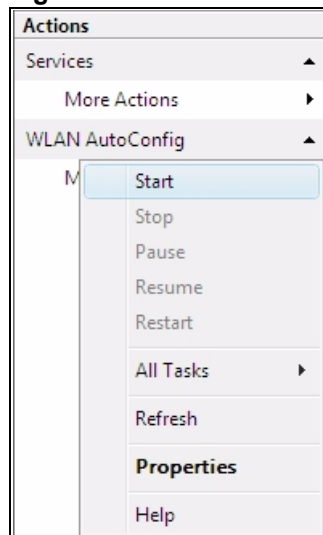 Actions
Services
More Actions
WLAN AutoConfig
M
Start
Stop
Pause
Resume
Restart
All Tasks
Refresh
Properties
Help